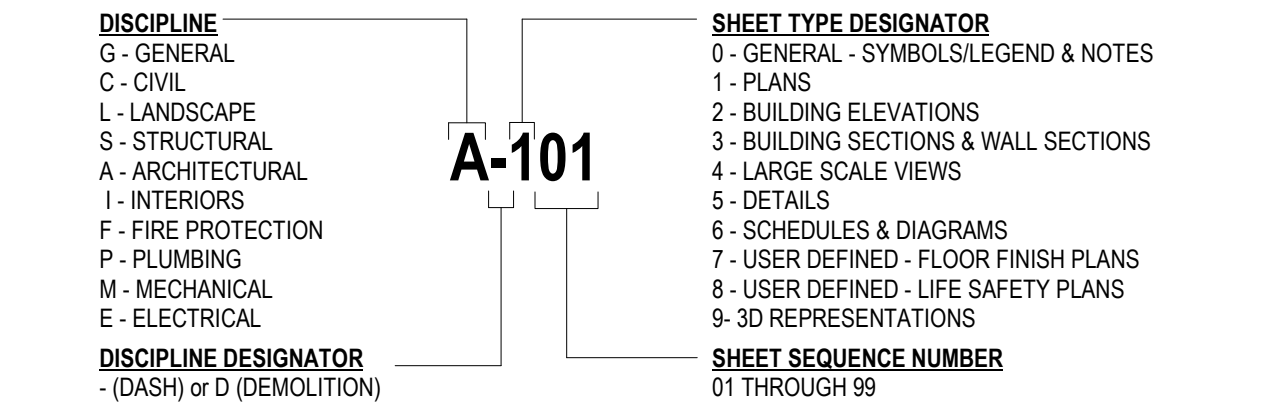 DISCIPLINE
G - GENERAL
C - CIVIL
L - LANDSCAPE
S - STRUCTURAL
A - ARCHITECTURAL
I - INTERIORS
F - FIRE PROTECTION
P - PLUMBING
M - MECHANICAL
E - ELECTRICAL
DISCIPLINE DESIGNATOR
- (DASH) or D (DEMOLITION)
A-101
SHEET TYPE DESIGNATOR
0 - GENERAL - SYMBOLS/LEGEND & NOTES
1 - PLANS
2 - BUILDING ELEVATIONS
3 - BUILDING SECTIONS & WALL SECTIONS
4 - LARGE SCALE VIEWS
5 - DETAILS
6 - SCHEDULES & DIAGRAMS
7 - USER DEFINED - FLOOR FINISH PLANS
8 - USER DEFINED - LIFE SAFETY PLANS
9- 3D REPRESENTATIONS
SHEET SEQUENCE NUMBER
01 THROUGH 99